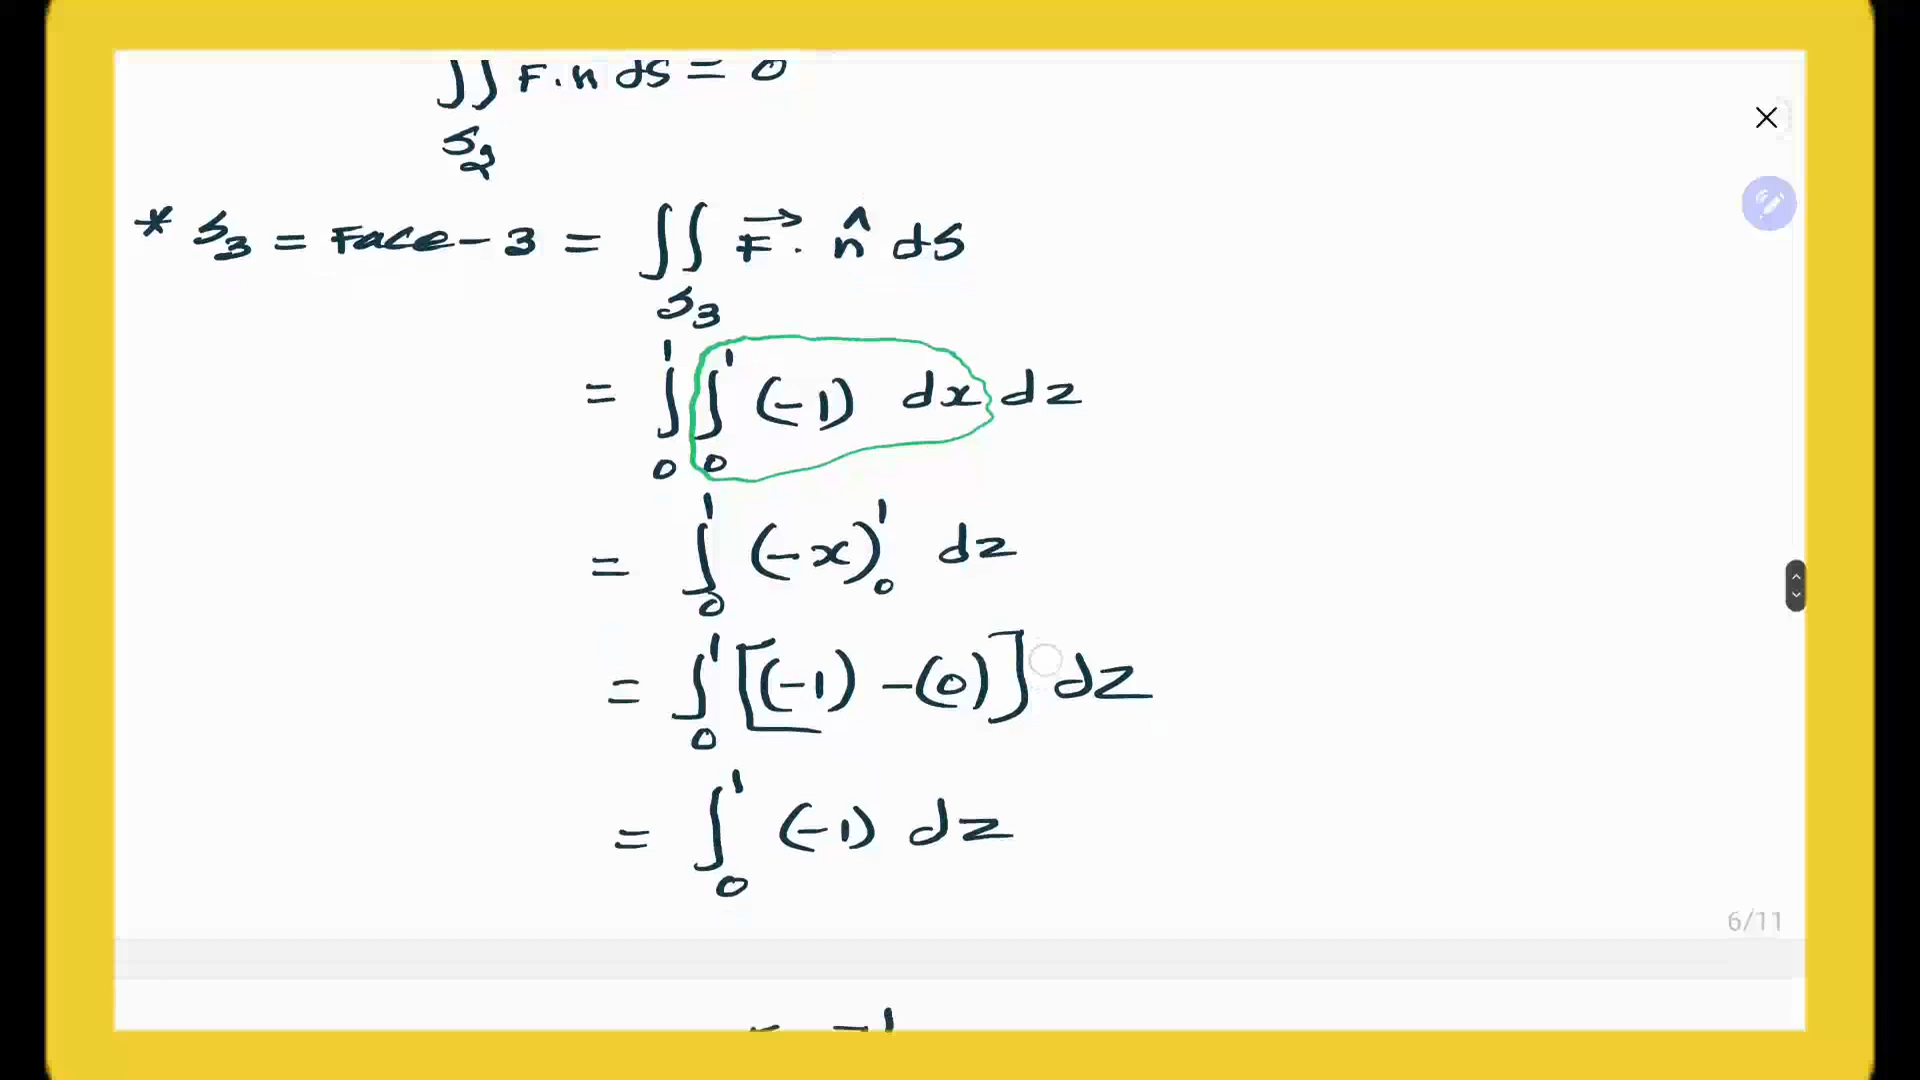 ∫∫ F.n ds = 0
S2
* S3 = Face-3 = ∫∫ F⃗ . n̂ ds
S3
= ∫₀¹ ∫₀¹ (-1) dx dz
= ∫₀¹ (-x)₀¹ dz
= ∫₀¹ [(-1) -(0)] dz
= ∫₀¹ (-1) dz
6/11